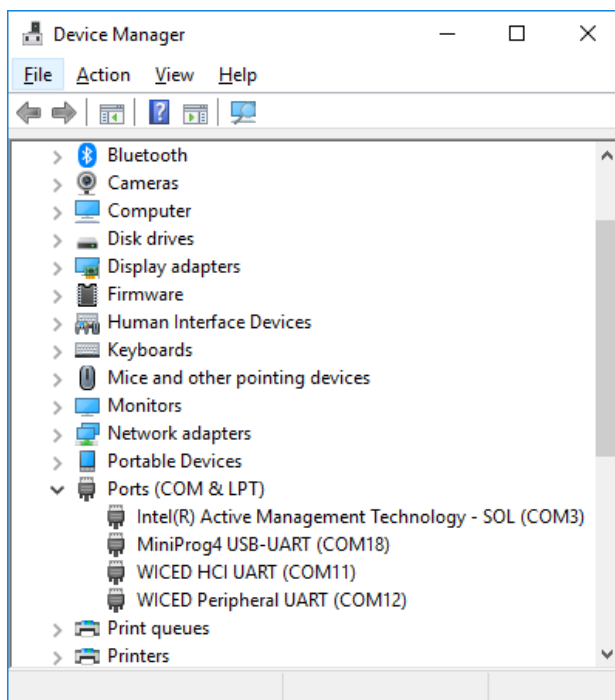 Device Manager
File Action View Help
Bluetooth
Cameras
Computer
Disk drives
Display adapters
Firmware
Human Interface Devices
Keyboards
Mice and other pointing devices
Monitors
Network adapters
Portable Devices
Ports (COM & LPT)
Intel(R) Active Management Technology - SOL (COM3)
MiniProg4 USB-UART (COM18)
WICED HCI UART (COM11)
WICED Peripheral UART (COM12)
Print queues
Printers